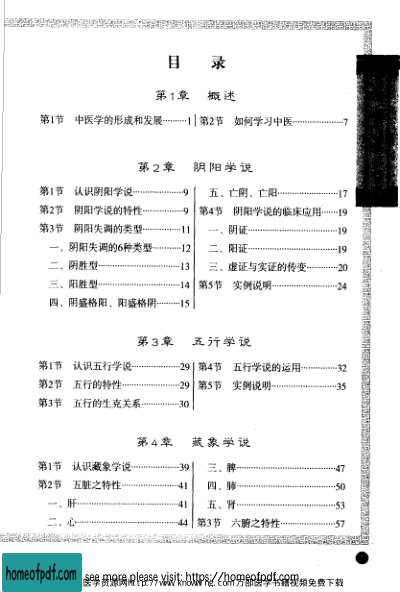 目 录
第1章 概述
第1节 中医学的形成和发展………1
第2节 如何学习中医………………7
第2章 阴阳学说
第1节 认识阴阳学说………………9
第2节 阴阳学说的特性……………9
第3节 阴阳失调的类型……………11
一、阴阳失调的6种类型…………12
二、阴胜型…………………………13
三、阳胜型…………………………14
四、阴盛格阳、阳盛格阴………15
五、亡阴、亡阳……………………17
第4节 阴阳学说的临床应用……19
一、阴证……………………………19
二、阳证……………………………19
三、虚证与实证的传变…………20
第5节 实例说明……………………24
第3章 五行学说
第1节 认识五行学说………………29
第2节 五行的特性…………………29
第3节 五行的生克关系……………30
第4节 五行学说的运用……………32
第5节 实例说明……………………35
第4章 藏象学说
第1节 认识藏象学说………………39
第2节 五脏之特性…………………41
一、肝………………………………41
二、心………………………………44
三、脾………………………………47
四、肺………………………………50
五、肾………………………………53
第3节 六腑之特性…………………57
homeofpdf.com
see more please visit: https://homeofpdf.com
医学资源网http://www.knowing.com 万部医学书籍视频免费下载